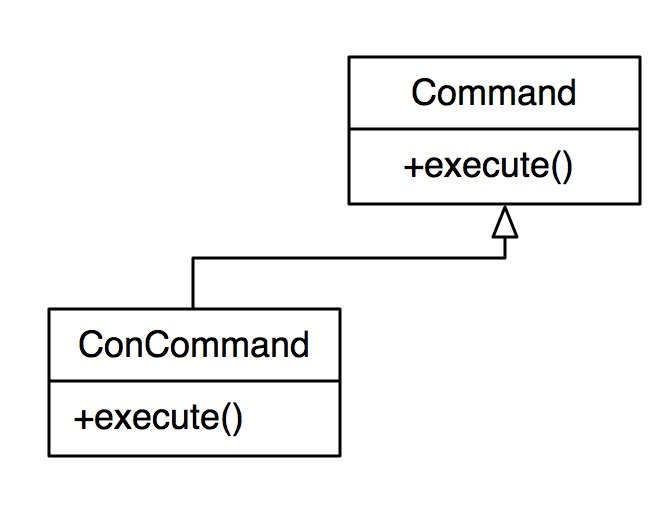 Command
+execute()
ConCommand
+execute()